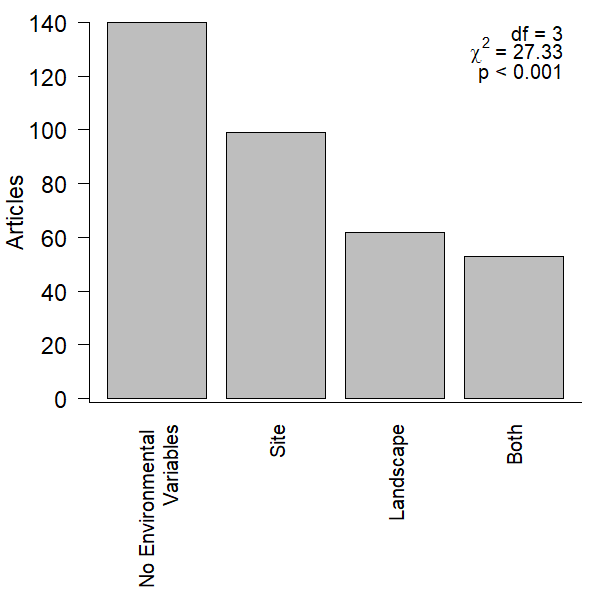 df = 3
χ² = 27.33
p < 0.001
Articles
140
120
100
80
60
40
20
0
No Environmental
Variables
Site
Landscape
Both